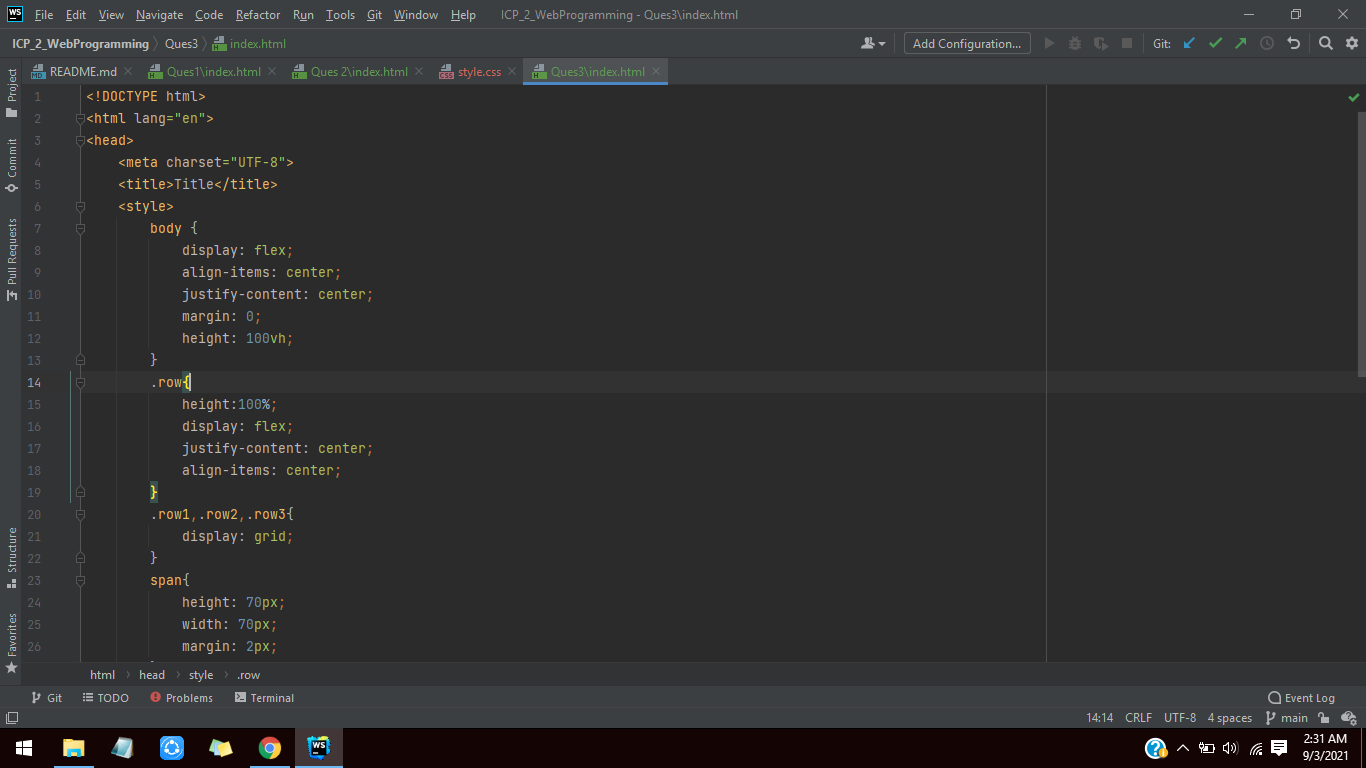 WS File Edit View Navigate Code Refactor Run Tools Git Window Help ICP_2_WebProgramming - Ques3\index.html
ICP_2_WebProgramming Ques3 index.html Add Configuration... Git:
README.md Ques1\index.html Ques 2\index.html style.css Ques3\index.html
Project
Commit
Pull Requests
Structure
Favorites
1 <!DOCTYPE html>
2 <html lang="en">
3 <head>
4 <meta charset="UTF-8">
5 <title>Title</title>
6 <style>
7 body {
8 display: flex;
9 align-items: center;
10 justify-content: center;
11 margin: 0;
12 height: 100vh;
13 }
14 .row{
15 height:100%;
16 display: flex;
17 justify-content: center;
18 align-items: center;
19 }
20 .row1,.row2,.row3{
21 display: grid;
22 }
23 span{
24 height: 70px;
25 width: 70px;
26 margin: 2px;
html head style .row
Git TODO Problems Terminal Event Log
14:14 CRLF UTF-8 4 spaces main
WS 2:31 AM
9/3/2021